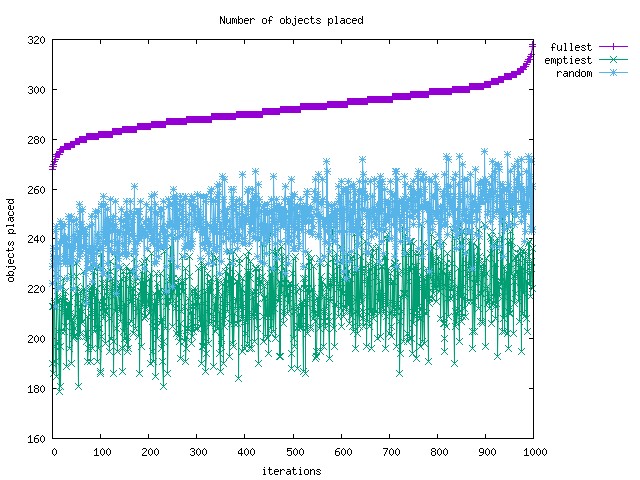 Number of objects placed
fullest
emptiest
random
320
300
280
260
240
220
200
180
160
objects placed
0 100 200 300 400 500 600 700 800 900 1000
iterations